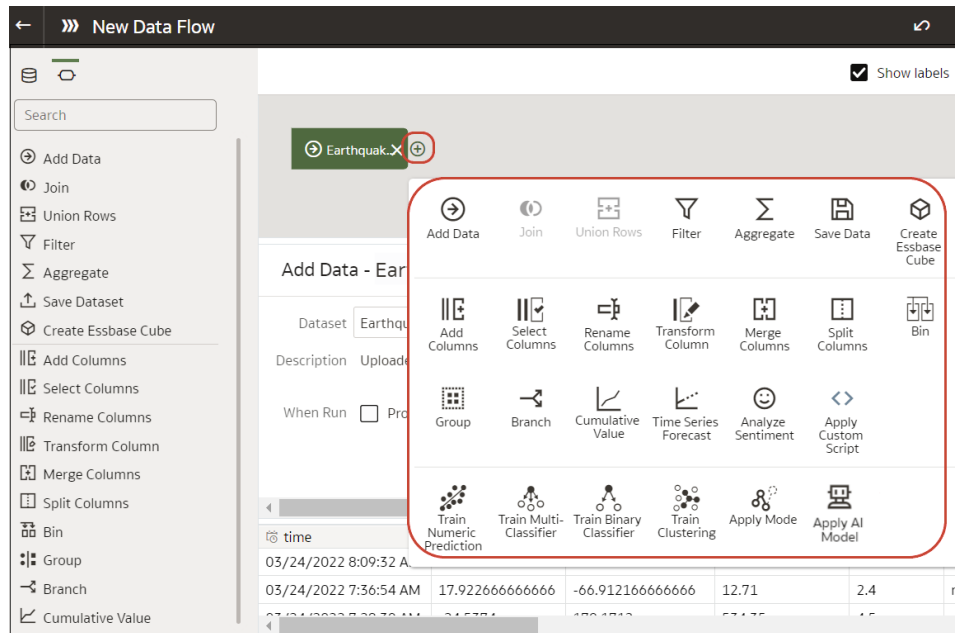 New Data Flow
Show labels
Search
Add Data
Join
Union Rows
Filter
Aggregate
Save Dataset
Create Essbase Cube
Add Columns
Select Columns
Rename Columns
Transform Column
Merge Columns
Split Columns
Bin
Group
Branch
Cumulative Value
Earthquak..
Add Data
Join
Union Rows
Filter
Aggregate
Save Data
Create
Essbase
Cube
Add
Columns
Select
Columns
Rename
Columns
Transform
Column
Merge
Columns
Split
Columns
Bin
Group
Branch
Cumulative
Value
Time Series
Forecast
Analyze
Sentiment
Apply
Custom
Script
Train
Numeric
Prediction
Train Multi-
Classifier
Train Binary
Classifier
Train
Clustering
Apply Mode
Apply AI
Model
Add Data - Ear
Dataset Earthqu
Description Uploade
When Run Pro
time
03/24/2022 8:09:32 A
03/24/2022 7:36:54 AM 17.922666666666 -66.912166666666 12.71 2.4